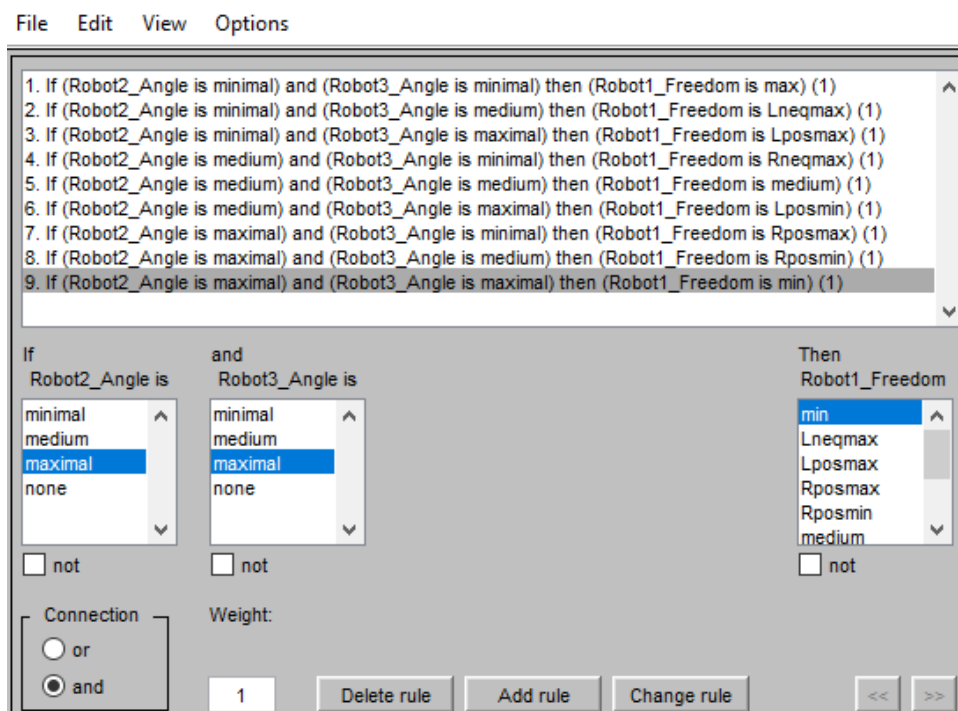 File Edit View Options
1. If (Robot2_Angle is minimal) and (Robot3_Angle is minimal) then (Robot1_Freedom is max) (1)
2. If (Robot2_Angle is minimal) and (Robot3_Angle is medium) then (Robot1_Freedom is Lneqmax) (1)
3. If (Robot2_Angle is minimal) and (Robot3_Angle is maximal) then (Robot1_Freedom is Lposmax) (1)
4. If (Robot2_Angle is medium) and (Robot3_Angle is minimal) then (Robot1_Freedom is Rneqmax) (1)
5. If (Robot2_Angle is medium) and (Robot3_Angle is medium) then (Robot1_Freedom is medium) (1)
6. If (Robot2_Angle is medium) and (Robot3_Angle is maximal) then (Robot1_Freedom is Lposmin) (1)
7. If (Robot2_Angle is maximal) and (Robot3_Angle is minimal) then (Robot1_Freedom is Rposmax) (1)
8. If (Robot2_Angle is maximal) and (Robot3_Angle is medium) then (Robot1_Freedom is Rposmin) (1)
9. If (Robot2_Angle is maximal) and (Robot3_Angle is maximal) then (Robot1_Freedom is min) (1)
If
Robot2_Angle is
minimal
medium
maximal
none
not
and
Robot3_Angle is
minimal
medium
maximal
none
not
Then
Robot1_Freedom
min
Lneqmax
Lposmax
Rposmax
Rposmin
medium
not
Connection
or
and
Weight:
1
Delete rule
Add rule
Change rule
<<
>>